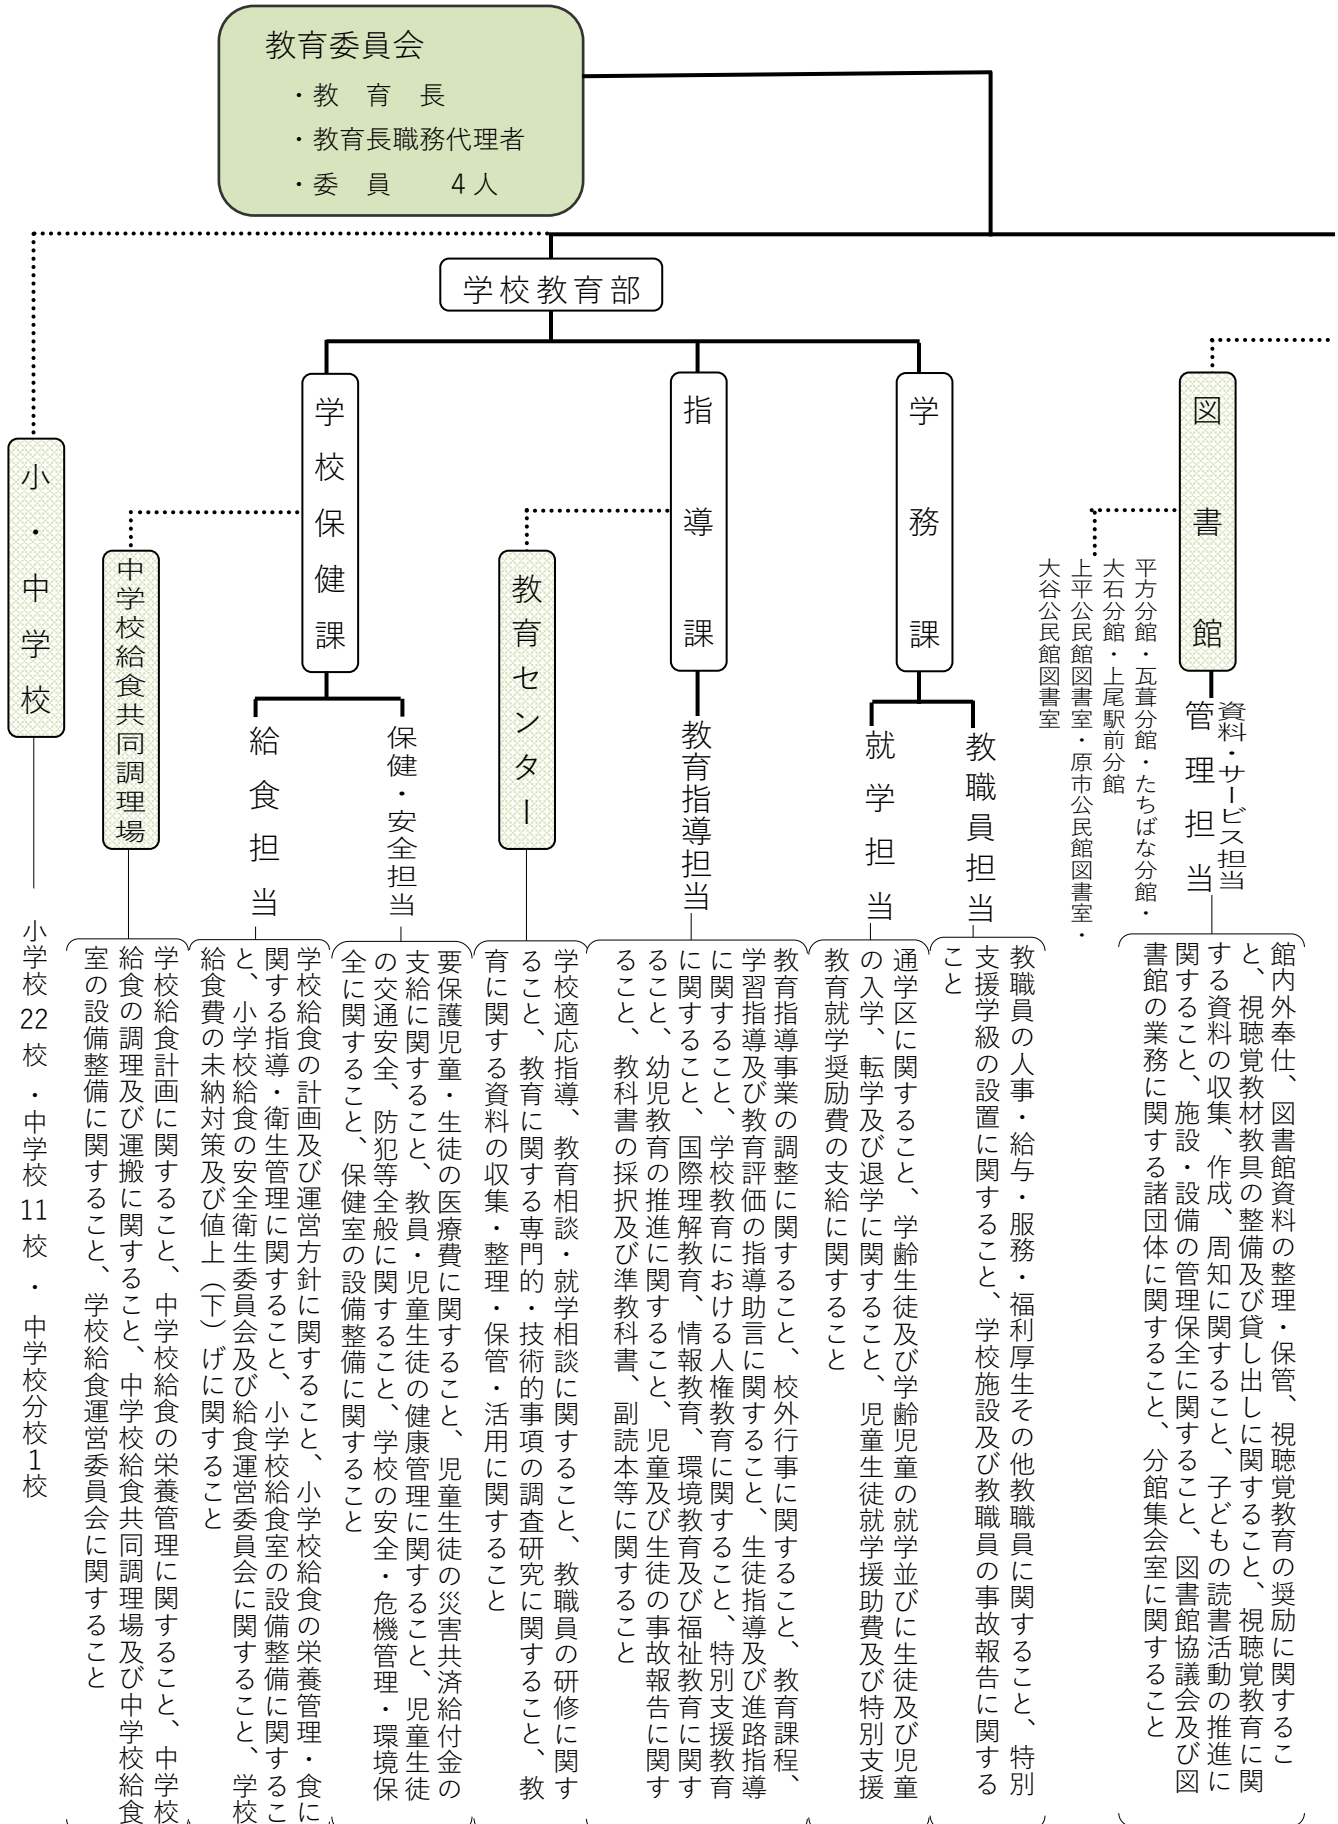 教育委員会
・教　育　長
・教育長職務代理者
・委　員　　4人
学校教育部
図書館
資料・サービス担当
管理担当
館内外奉仕、図書館資料の整理・保管、視聴覚教育の奨励に関するこ
と、視聴覚教材教具の整備及び貸し出しに関すること、視聴覚教育に関
する資料の収集、作成、周知に関すること、子どもの読書活動の推進に
関すること、施設・設備の管理保全に関すること、図書館協議会及び図
書館の業務に関する諸団体に関すること、分館集会室に関すること
平方分館・瓦葺分館・たちばな分館・
大石分館・上尾駅前分館
上平公民館図書室・原市公民館図書室・
大谷公民館図書室
学務課
教職員担当
教職員の人事・給与・服務・福利厚生その他教職員に関すること、特別
支援学級の設置に関すること、学校施設及び教職員の事故報告に関する
こと
就学担当
通学区に関すること、学齢生徒及び学齢児童の就学並びに生徒及び児童
の入学、転学及び退学に関すること、児童生徒就学援助費及び特別支援
教育就学奨励費の支給に関すること
指導課
教育指導担当
教育指導事業の調整に関すること、校外行事に関すること、教育課程、
学習指導及び教育評価の指導助言に関すること、生徒指導及び進路指導
に関すること、学校教育における人権教育に関すること、特別支援教育
に関すること、国際理解教育、情報教育、環境教育及び福祉教育に関す
ること、幼児教育の推進に関すること、児童及び生徒の事故報告に関す
ること、教科書の採択及び準教科書、副読本等に関すること
教育センター
学校適応指導、教育相談・就学相談に関すること、教職員の研修に関す
ること、教育に関する専門的・技術的事項の調査研究に関すること、教
育に関する資料の収集・整理・保管・活用に関すること
学校保健課
保健・安全担当
要保護児童・生徒の医療費に関すること、児童生徒の災害共済給付金の
支給に関すること、教員・児童生徒の健康管理に関すること、児童生徒
の交通安全、防犯等全般に関すること、学校の安全・危機管理・環境保
全に関すること、保健室の設備整備に関すること
給食担当
学校給食の計画及び運営方針に関すること、小学校給食の栄養管理・食に
関する指導・衛生管理に関すること、小学校給食室の設備整備に関するこ
と、小学校給食の安全衛生委員会及び給食運営委員会に関すること、学校
給食費の未納対策及び値上（下）げに関すること
中学校給食共同調理場
学校給食計画に関すること、中学校給食の栄養管理に関すること、中学校
給食の調理及び運搬に関すること、中学校給食共同調理場及び中学校給食
室の設備整備に関すること、学校給食運営委員会に関すること
小・中学校
小学校22校・中学校11校・中学校分校1校